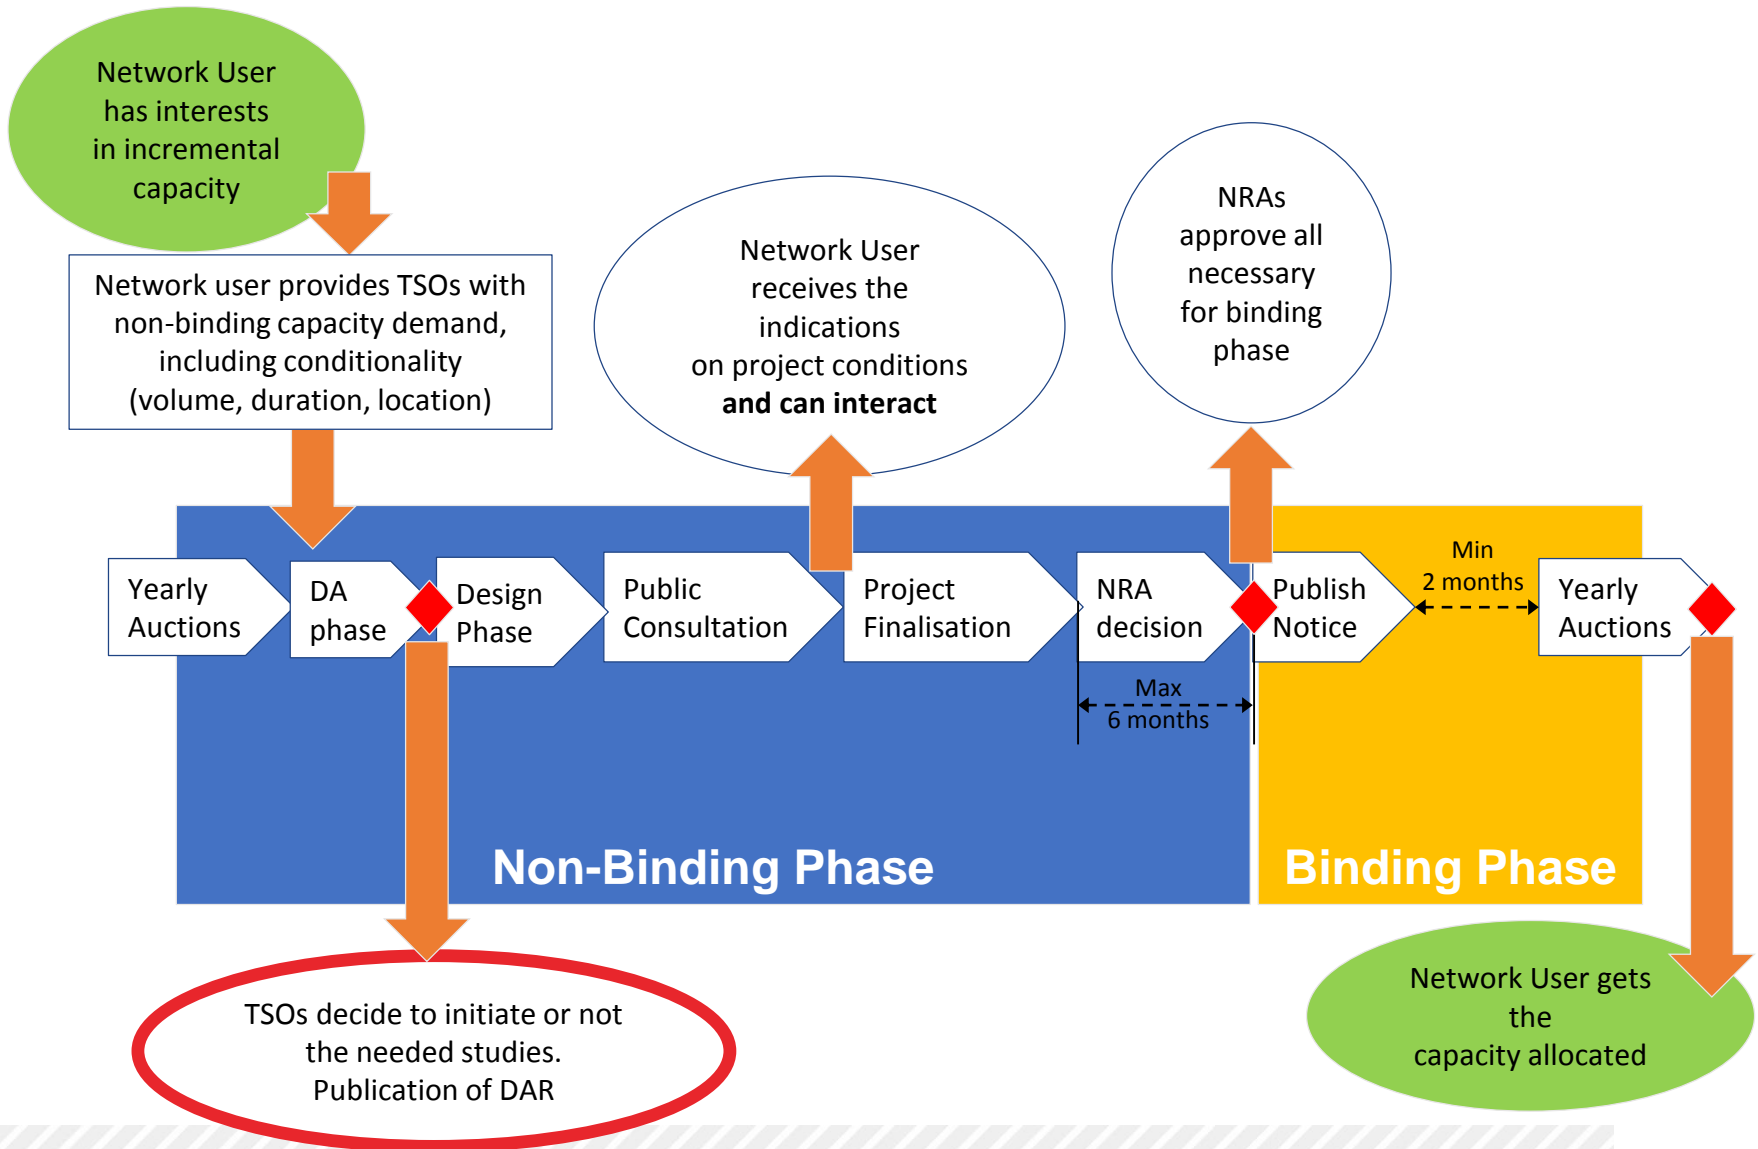 Network User
has interests
in incremental
capacity
Network user provides TSOs with
non-binding capacity demand,
including conditionality
(volume, duration, location)
Network User
receives the
indications
on project conditions
and can interact
NRAs
approve all
necessary
for binding
phase
Yearly
Auctions
DA
phase
Design
Phase
Public
Consultation
Project
Finalisation
NRA
decision
Publish
Notice
Min
2 months
Yearly
Auctions
Max
6 months
Non-Binding Phase
Binding Phase
TSOs decide to initiate or not
the needed studies.
Publication of DAR
Network User gets
the
capacity allocated